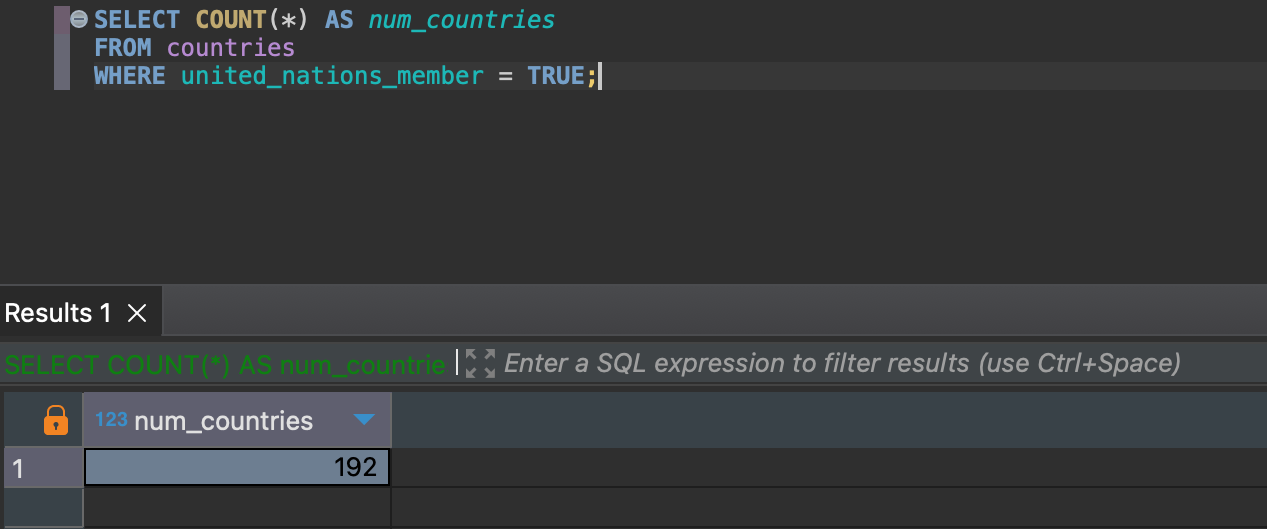 SELECT COUNT(*) AS num_countries
FROM countries
WHERE united_nations_member = TRUE;
Results 1
SELECT COUNT(*) AS num_countrie Enter a SQL expression to filter results (use Ctrl+Space)
123 num_countries
1 192